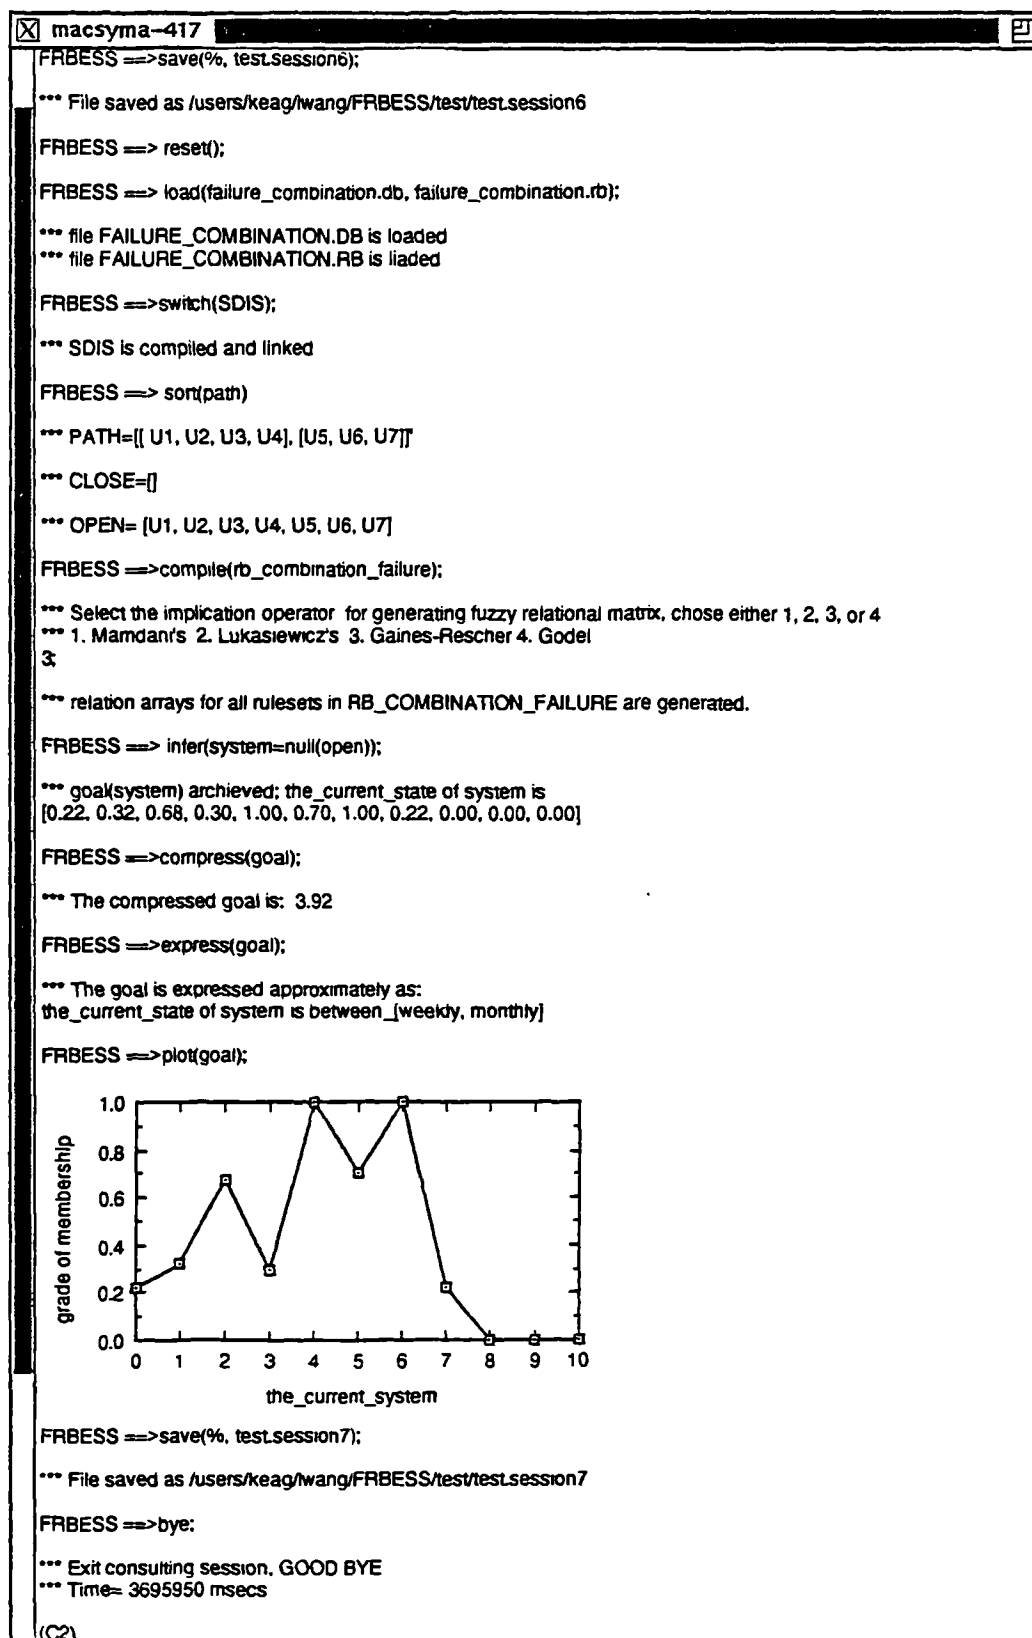 macsyma-417
FRBESS ==>save(%, test.session6);
*** File saved as /users/keag/lwang/FRBESS/test/test.session6
FRBESS ==> reset();
FRBESS ==> load(failure_combination.db, failure_combination.rb);
*** file FAILURE_COMBINATION.DB is loaded
*** file FAILURE_COMBINATION.RB is liaded
FRBESS ==>switch(SDIS);
*** SDIS is compiled and linked
FRBESS ==> sort(path)
*** PATH=[[ U1, U2, U3, U4], [U5, U6, U7]]
*** CLOSE=[]
*** OPEN= [U1, U2, U3, U4, U5, U6, U7]
FRBESS ==>compile(rb_combination_failure);
*** Select the implication operator for generating fuzzy relational matrix, chose either 1, 2, 3, or 4
*** 1. Mamdani's 2. Lukasiewicz's 3. Gaines-Rescher 4. Godel
3;
*** relation arrays for all rulesets in RB_COMBINATION_FAILURE are generated.
FRBESS ==> infer(system=null(open));
*** goal(system) archieved; the_current_state of system is
[0.22, 0.32, 0.68, 0.30, 1.00, 0.70, 1.00, 0.22, 0.00, 0.00, 0.00]
FRBESS ==>compress(goal);
*** The compressed goal is: 3.92
FRBESS ==>express(goal);
*** The goal is expressed approximately as:
the_current_state of system is between_[weekly, monthly]
FRBESS ==>plot(goal);
1.0
0.8
0.6
0.4
0.2
0.0
grade of membership
0 1 2 3 4 5 6 7 8 9 10
the_current_system
FRBESS ==>save(%, test.session7);
*** File saved as /users/keag/lwang/FRBESS/test/test.session7
FRBESS ==>bye;
*** Exit consulting session, GOOD BYE
*** Time= 3695950 msecs
(C2)